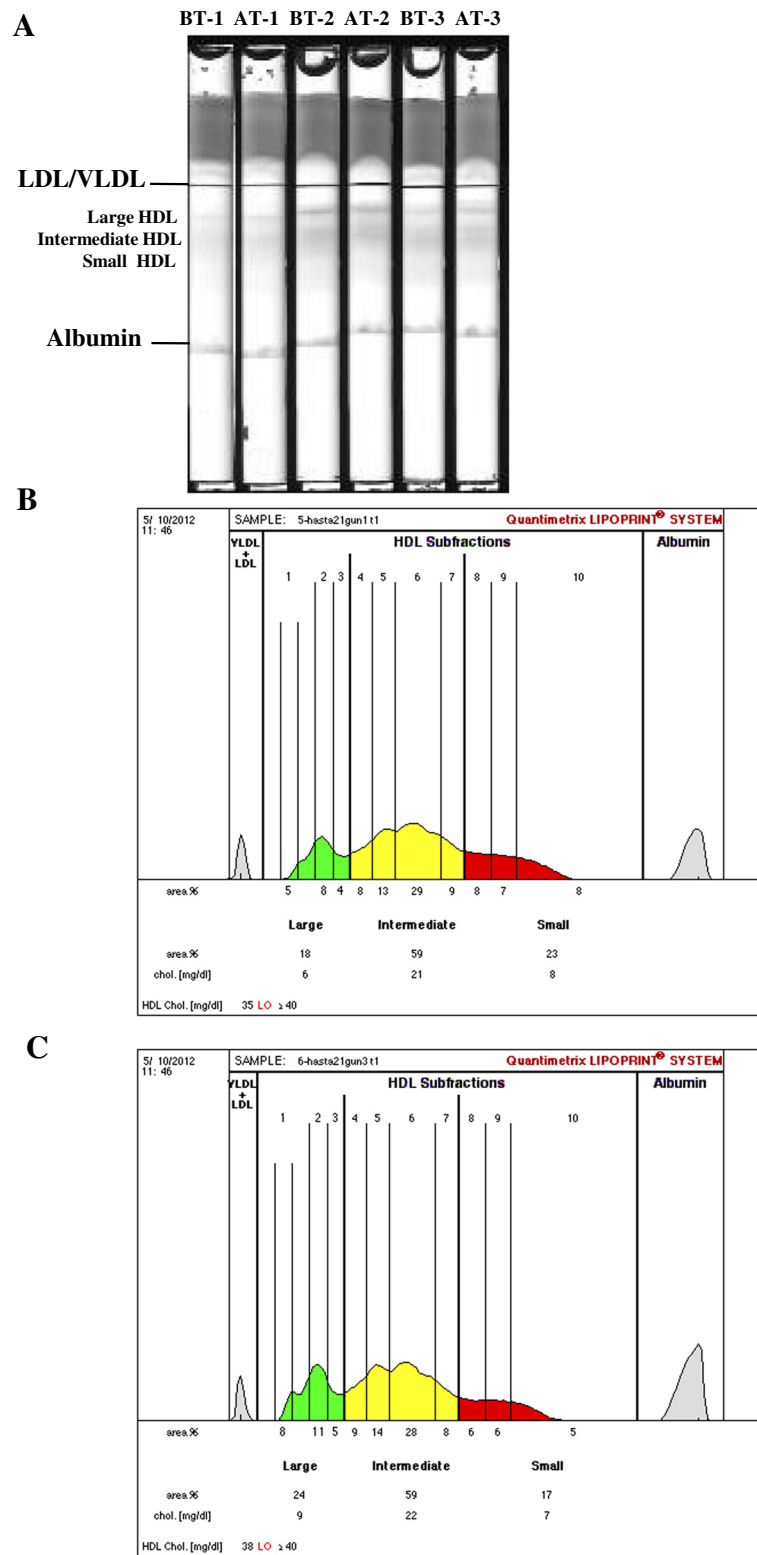 A
BT-1 AT-1 BT-2 AT-2 BT-3 AT-3
LDL/VLDL
Large HDL
Intermediate HDL
Small HDL
Albumin
B
5/ 10/2012
11: 46
SAMPLE: 5-hasta21gun1t1
Quantimetrix LIPOPRINT® SYSTEM
VLDL
+
LDL
HDL Subfractions
Albumin
1 2 3 4 5 6 7 8 9 10
area.% 5 8 4 8 13 29 9 8 7 8
Large Intermediate Small
area.% 18 59 23
chol. [mg/dl] 6 21 8
HDL Chol. [mg/dl] 35 LO ≥ 40
C
5/ 10/2012
11: 46
SAMPLE: 6-hasta21gun3t1
Quantimetrix LIPOPRINT® SYSTEM
VLDL
+
LDL
HDL Subfractions
Albumin
1 2 3 4 5 6 7 8 9 10
area.% 8 11 5 9 14 28 8 6 6 5
Large Intermediate Small
area.% 24 59 17
chol. [mg/dl] 9 22 7
HDL Chol. [mg/dl] 38 LO ≥ 40